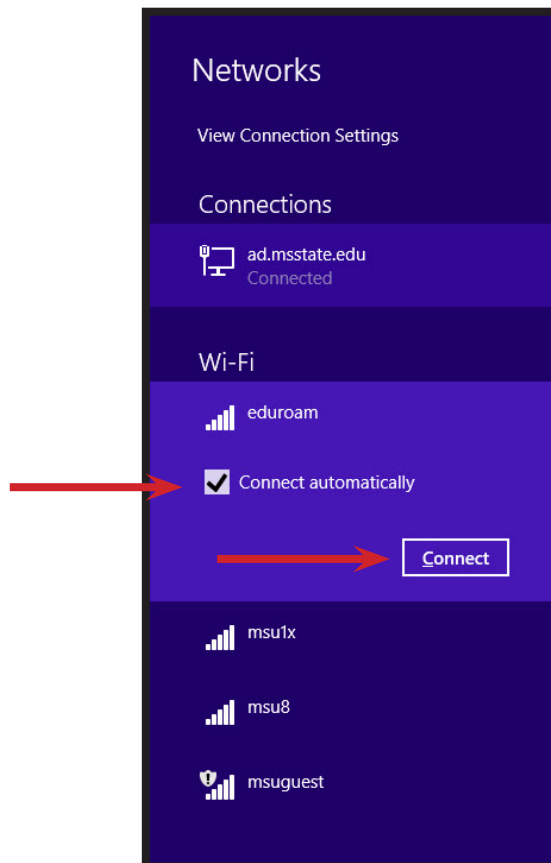 Networks
View Connection Settings
Connections
ad.msstate.edu
Connected
Wi-Fi
eduroam
Connect automatically
Connect
msu1x
msu8
msuguest